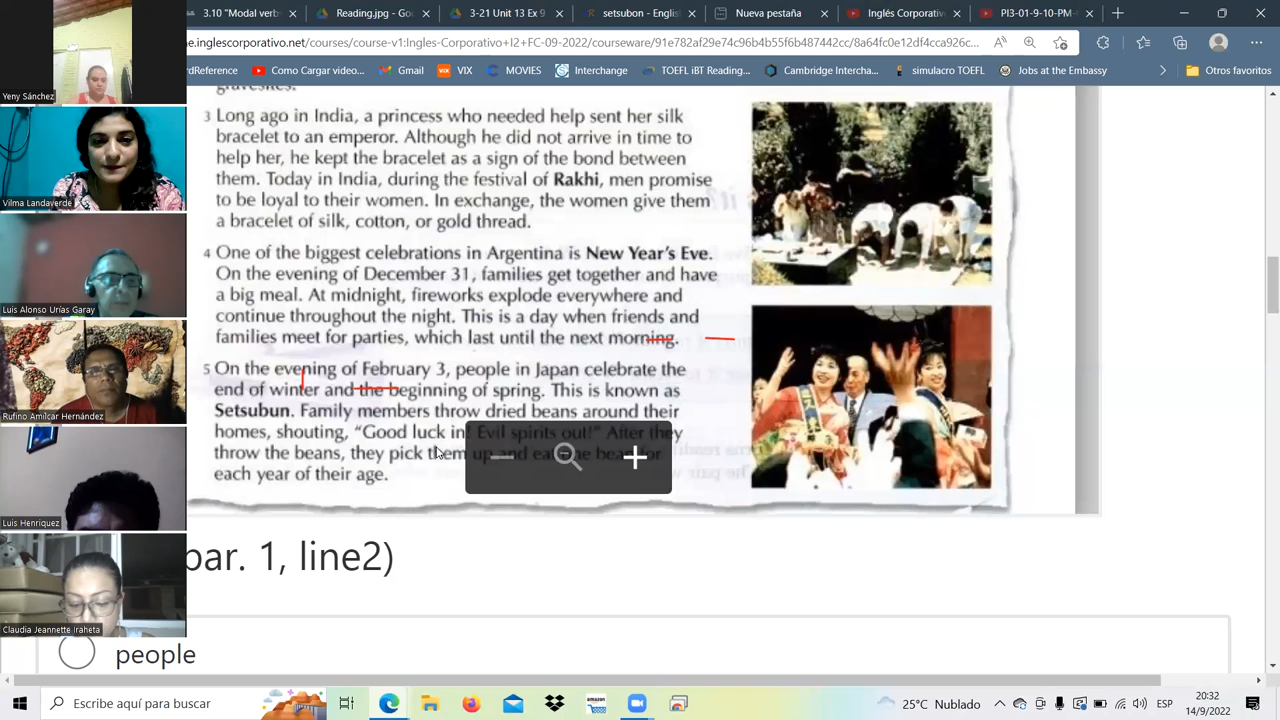 3.10 "Modal verb
Reading.jpg - Go
3-21 Unit 13 Ex 9
setsubon - Englis
Nueva pestaña
Inglés Corporativo
PI3-01-9-10-PM-
ne.inglescorporativo.net/courses/course-v1:Ingles-Corporativo+I2+FC-09-2022/courseware/91e782af29e74c96b4b55f6b487442cc/8a64fc0e12df4cca926c...
rdReference
Como Cargar video...
Gmail
VIX
MOVIES
Interchange
TOEFL iBT Reading...
Cambridge Intercha...
simulacro TOEFL
Jobs at the Embassy
Otros favoritos
gravesites.
3 Long ago in India, a princess who needed help sent her silk
bracelet to an emperor. Although he did not arrive in time to
help her, he kept the bracelet as a sign of the bond between
them. Today in India, during the festival of Rakhi, men promise
to be loyal to their women. In exchange, the women give them
a bracelet of silk, cotton, or gold thread.
4 One of the biggest celebrations in Argentina is New Year's Eve.
On the evening of December 31, families get together and have
a big meal. At midnight, fireworks explode everywhere and
continue throughout the night. This is a day when friends and
families meet for parties, which last until the next morning.
5 On the evening of February 3, people in Japan celebrate the
end of winter and the beginning of spring. This is known as
Setsubun. Family members throw dried beans around their
homes, shouting, "Good luck in! Evil spirits out!" After they
throw the beans, they pick them up and eat one bean for
each year of their age.
par. 1, line2)
people
Yeny Sánchez
Vilma Landaverde
Luis Alonso Urías Garay
Rufino Amilcar Hernández
Luis Henriquez
Claudia Jeannette Iraheta
Escribe aquí para buscar
amazon
25°C Nublado
ESP
20:32
14/9/2022